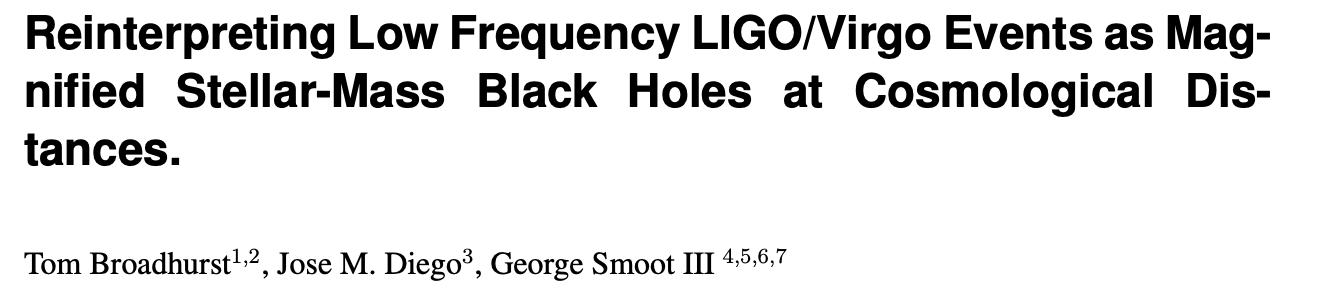 Reinterpreting Low Frequency LIGO/Virgo Events as Mag-
nified Stellar-Mass Black Holes at Cosmological Dis-
tances.
Tom Broadhurst1,2, Jose M. Diego3, George Smoot III 4,5,6,7